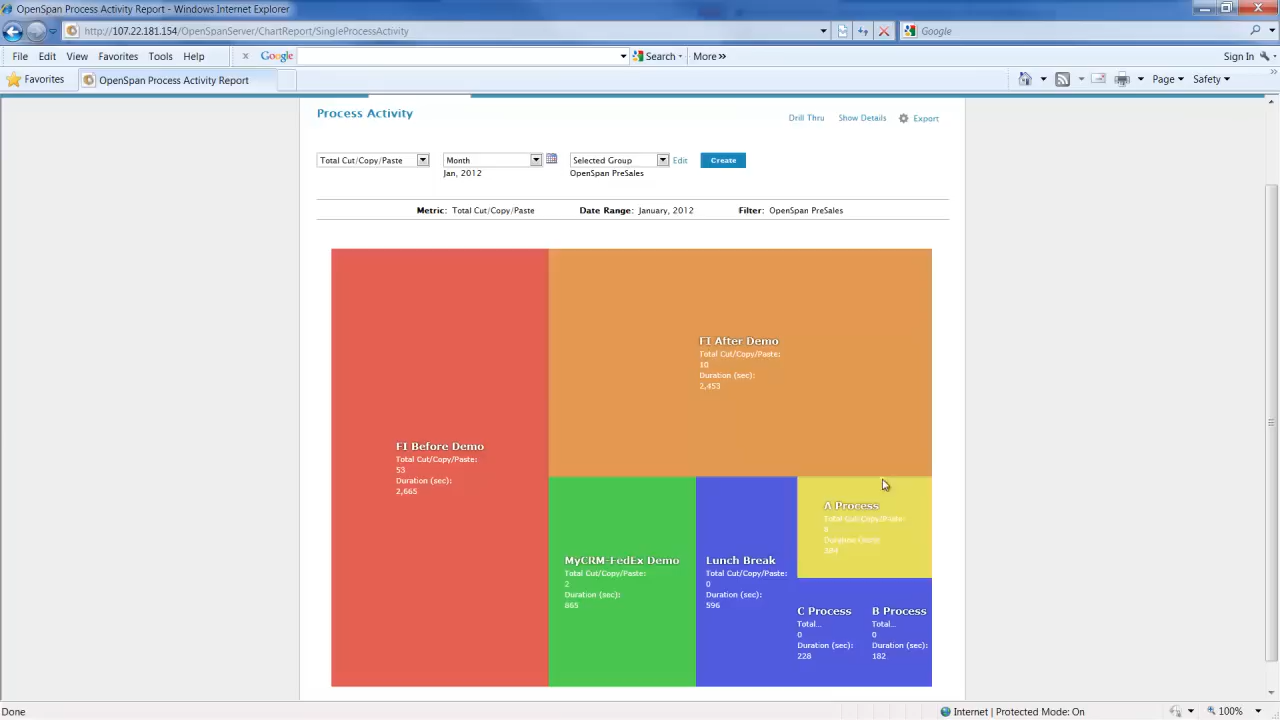 OpenSpan Process Activity Report - Windows Internet Explorer
http://107.22.181.154/OpenSpanServer/ChartReport/SingleProcessActivity
Google
File Edit View Favorites Tools Help
x Google Search More »
Sign In
Favorites OpenSpan Process Activity Report
Page Safety
Process Activity
Drill Thru Show Details Export
Total Cut/Copy/Paste Month Selected Group Edit Create
Jan, 2012 OpenSpan PreSales
Metric: Total Cut/Copy/Paste Date Range: January, 2012 Filter: OpenSpan PreSales
FI After Demo
Total Cut/Copy/Paste:
10
Duration (sec):
2,453
FI Before Demo
Total Cut/Copy/Paste:
53
Duration (sec):
2,665
A Process
Total Cut/Copy/Paste:
Duration (sec):
MyCRM-FedEx Demo
Total Cut/Copy/Paste:
2
Duration (sec):
865
Lunch Break
Total Cut/Copy/Paste:
0
Duration (sec):
596
C Process
Total...
0
Duration (sec):
228
B Process
Total...
0
Duration (sec):
182
Done
Internet | Protected Mode: On
100%